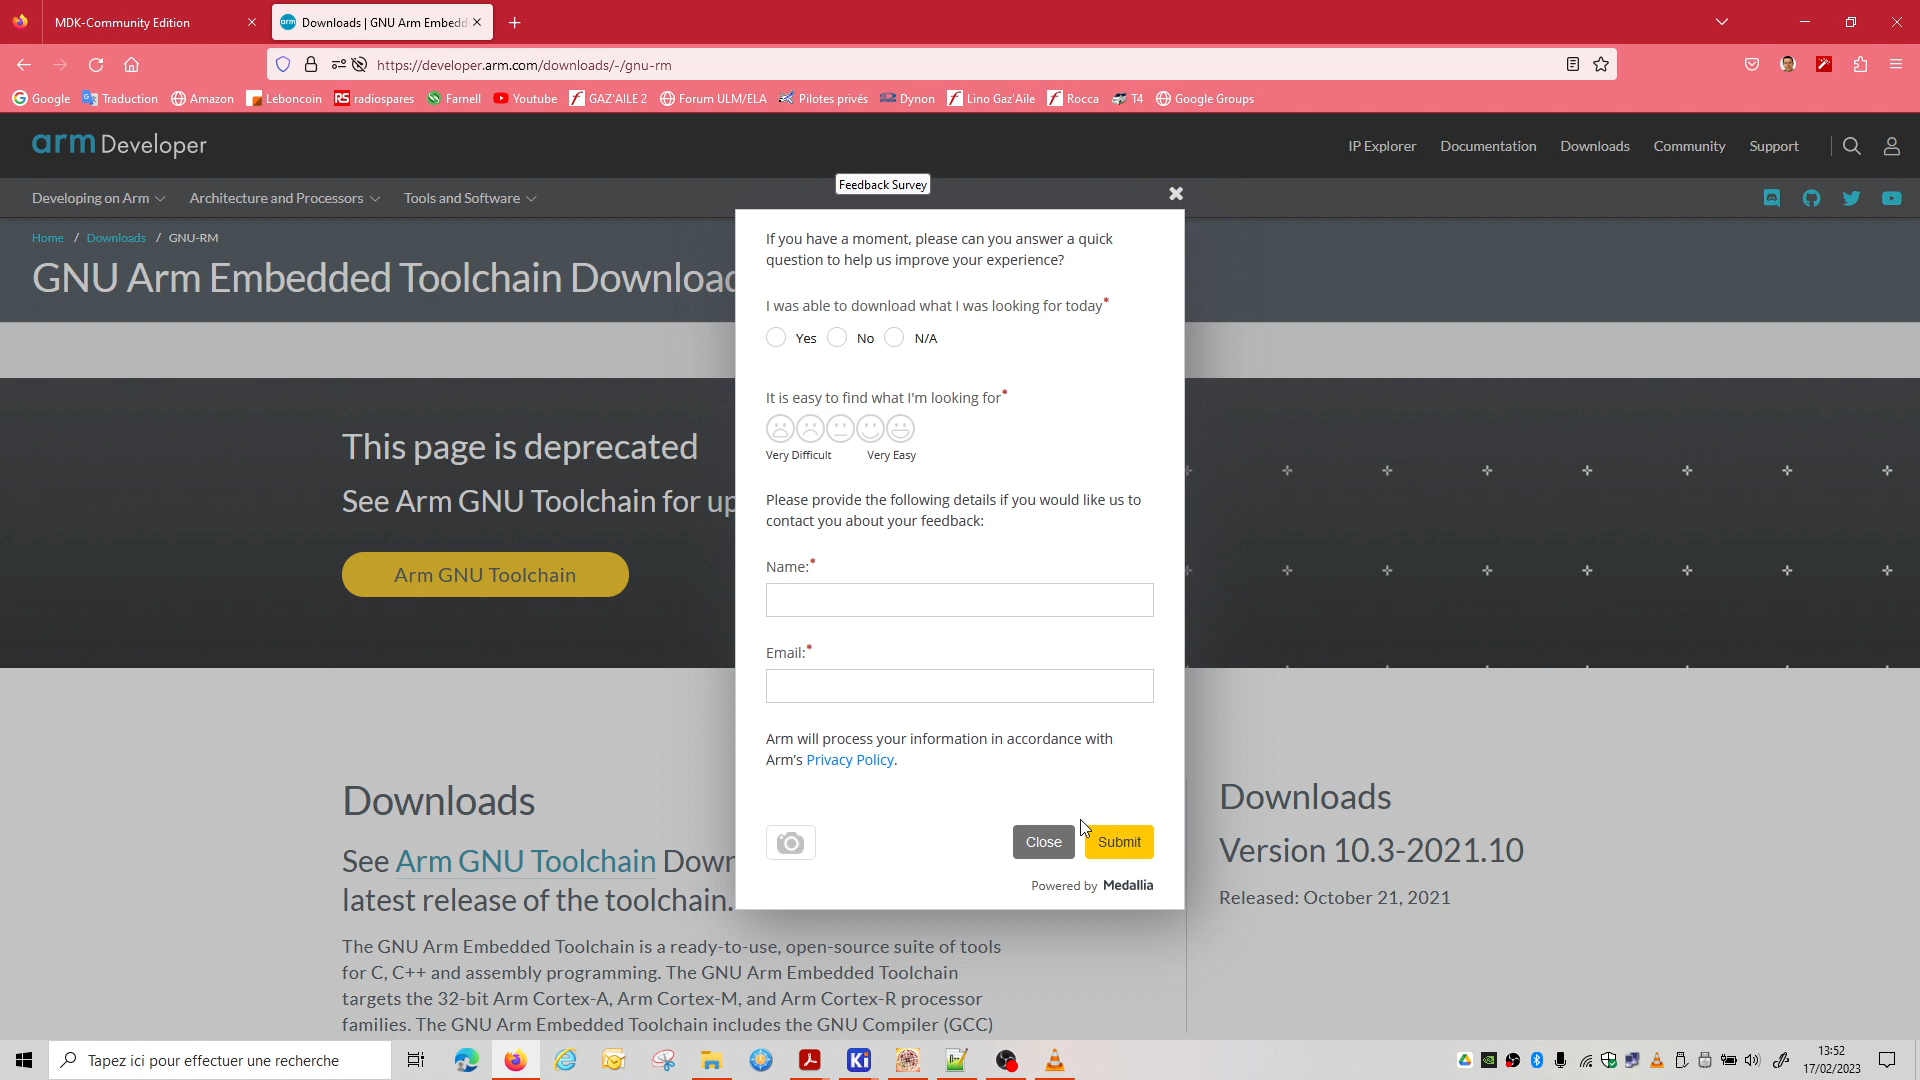 MDK-Community Edition
Downloads | GNU Arm Embedd
https://developer.arm.com/downloads/-/gnu-rm
Google Traduction Amazon Leboncoin radiospares Farnell Youtube GAZ'AILE 2 Forum ULM/ELA Pilotes privés Dynon Lino Gaz'Aile Rocca T4 Google Groups
arm Developer
IP Explorer Documentation Downloads Community Support
Feedback Survey
Developing on Arm Architecture and Processors Tools and Software
Home / Downloads / GNU-RM
GNU Arm Embedded Toolchain Download
If you have a moment, please can you answer a quick
question to help us improve your experience?
I was able to download what I was looking for today*
Yes No N/A
It is easy to find what I'm looking for*
Very Difficult Very Easy
Please provide the following details if you would like us to
contact you about your feedback:
Name:*
Email:*
Arm will process your information in accordance with
Arm's Privacy Policy.
Close Submit
Powered by Medallia
This page is deprecated
See Arm GNU Toolchain for up
Arm GNU Toolchain
Downloads
See Arm GNU Toolchain Down
latest release of the toolchain.
The GNU Arm Embedded Toolchain is a ready-to-use, open-source suite of tools
for C, C++ and assembly programming. The GNU Arm Embedded Toolchain
targets the 32-bit Arm Cortex-A, Arm Cortex-M, and Arm Cortex-R processor
families. The GNU Arm Embedded Toolchain includes the GNU Compiler (GCC)
Downloads
Version 10.3-2021.10
Released: October 21, 2021
Tapez ici pour effectuer une recherche
13:52
17/02/2023